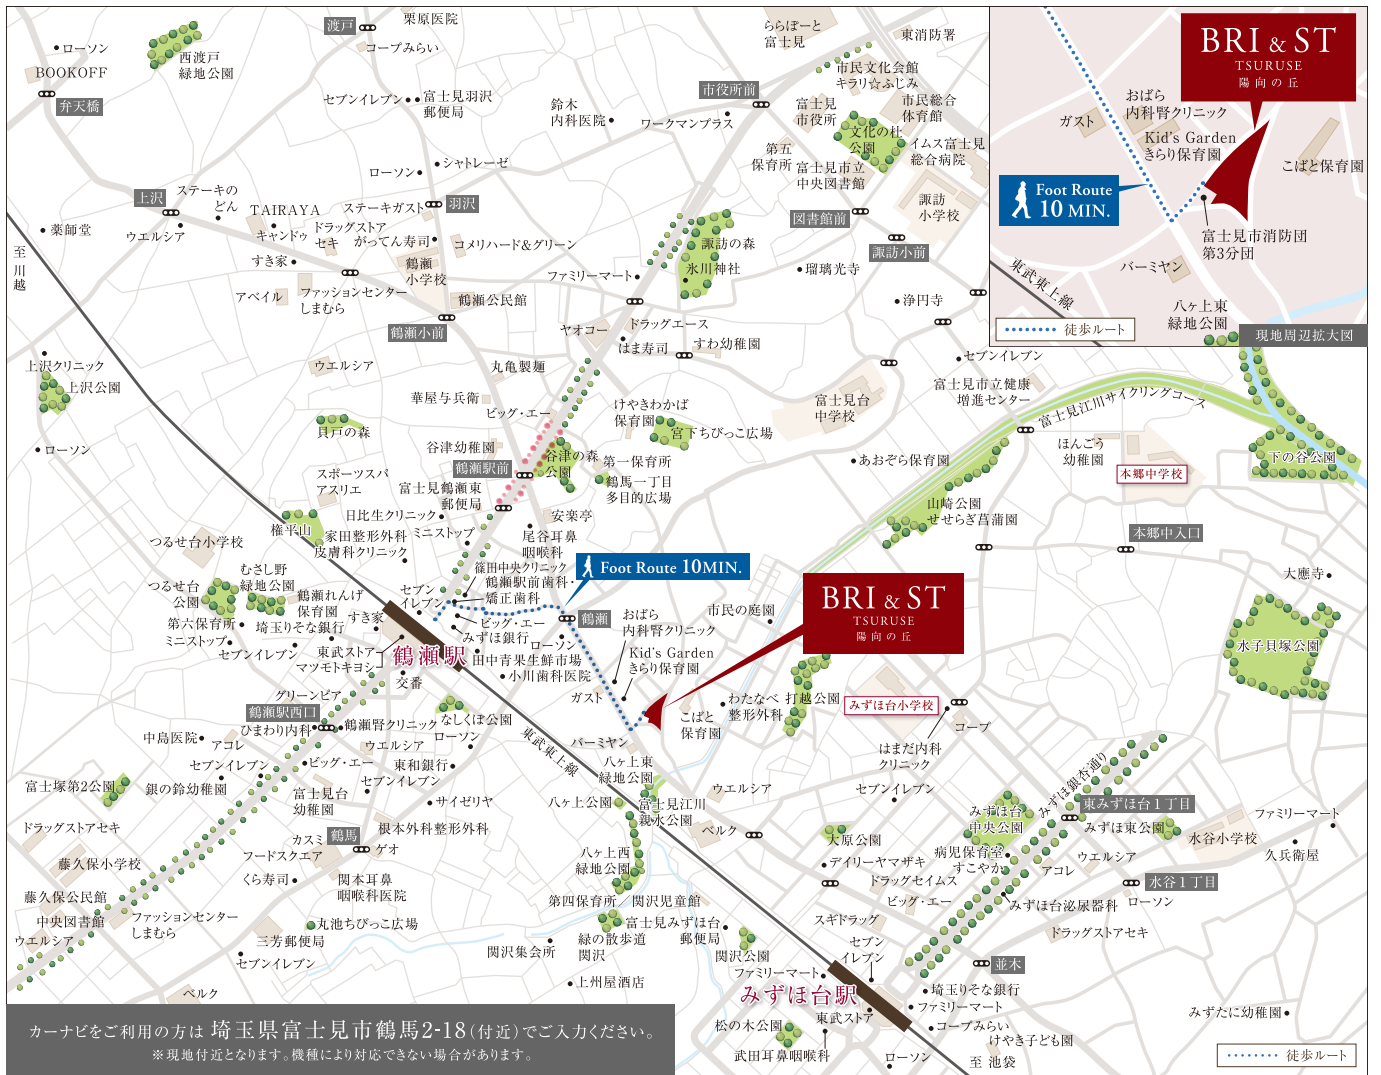 渡戸
栗原医院
コープみらい
ローソン
BOOKOFF
弁天橋
西渡戸
緑地公園
セブンイレブン
富士見羽沢
郵便局
鈴木
内科医院
ららぽーと
富士見
東消防署
市役所前
ワークマンプラス
市民文化会館
キラリ☆ふじみ
富士見
市役所
市民総合
体育館
文化の杜
公園
第五
保育所
富士見市立
中央図書館
イムス富士見
総合病院
諏訪
小学校
図書館前
諏訪小前
BRI & ST
TSURUSE
陽向の丘
おばら
内科腎クリニック
ガスト
Kid's Garden
きらり保育園
こばと保育園
Foot Route
10 MIN.
富士見市消防団
第3分団
バーミヤン
東武東上線
八ヶ上東
緑地公園
徒歩ルート
現地周辺拡大図
シャトレーゼ
ローソン
上沢
ステーキの
どん
ウエルシア
TAIRAYA
キャンドゥ
ステーキガスト
羽沢
ドラッグストア
セキ
がってん寿司
コメリハード&グリーン
薬師堂
至 川越
すき家
鶴瀬
小学校
アベイル
ファッションセンター
しまむら
鶴瀬公民館
鶴瀬小前
ファミリーマート
諏訪の森
氷川神社
瑠璃光寺
浄円寺
ヤオコー
ドラッグエース
はま寿司
すわ幼稚園
セブンイレブン
上沢クリニック
上沢公園
ウエルシア
丸亀製麺
華屋与兵衛
ビッグ・エー
けやきわかば
保育園
宮下ちびっこ広場
富士見台
中学校
富士見市立健康
増進センター
富士見江川サイクリングコース
ローソン
貝戸の森
谷津幼稚園
鶴瀬駅前
谷津の森
公園
第一保育所
鶴馬一丁目
多目的広場
あおぞら保育園
ほんごう
幼稚園
本郷中学校
下の谷公園
スポーツスパ
アスリエ
富士見鶴瀬東
郵便局
日比生クリニック
安楽亭
山崎公園
せせらぎ菖蒲園
本郷中入口
権平山
家田整形外科
皮膚科クリニック
ミニストップ
尾谷耳鼻
咽喉科
つるせ台小学校
篠田中央クリニック
鶴瀬駅前歯科・
矯正歯科
Foot Route 10MIN.
大應寺
むさし野
緑地公園
つるせ台
公園
鶴瀬れんげ
保育園
セブン
イレブン
第六保育所
埼玉りそな銀行
すき家
ビッグ・エー
みずほ銀行
鶴瀬
おばら
内科腎クリニック
市民の庭園
BRI & ST
TSURUSE
陽向の丘
ミニストップ
セブンイレブン
東武ストア
マツモトキヨシ
鶴瀬駅
ローソン
田中青果生鮮市場
小川歯科医院
Kid's Garden
きらり保育園
水子貝塚公園
交番
ガスト
こばと
保育園
わたなべ
整形外科
打越公園
みずほ台小学校
グリーンピア
鶴瀬駅西口
ひまわり内科
鶴瀬腎クリニック
なしくぼ公園
ローソン
東武東上線
バーミヤン
コープ
はまだ内科
クリニック
中島医院
アコレ
ウエルシア
東和銀行
八ヶ上東
緑地公園
セブンイレブン
ビッグ・エー
セブンイレブン
富士塚第2公園
銀の鈴幼稚園
富士見台
幼稚園
サイゼリヤ
八ヶ上公園
富士見江川
親水公園
ウエルシア
セブンイレブン
みずほ銀杏通り
みずほ台
中央公園
東みずほ台1丁目
みずほ東公園
ファミリーマート
ドラッグストアセキ
鶴馬
根本外科整形外科
ベルク
大原公園
水谷小学校
カスミ
フードスクエア
ゲオ
八ヶ上西
緑地公園
病児保育室
すこやか
ウエルシア
久兵衛屋
藤久保小学校
くら寿司
関本耳鼻
咽喉科医院
デイリーヤマザキ
ドラッグセイムス
アコレ
水谷1丁目
藤久保公民館
第四保育所／関沢児童館
ビッグ・エー
みずほ台泌尿器科
ローソン
中央図書館
ファッションセンター
しまむら
丸池ちびっこ広場
富士見みずほ台
郵便局
スギドラッグ
ドラッグストアセキ
ウエルシア
三芳郵便局
緑の散歩道
関沢
セブン
イレブン
関沢集会所
関沢公園
セブンイレブン
ファミリーマート
並木
ベルク
上州屋酒店
みずほ台駅
埼玉りそな銀行
ファミリーマート
カーナビをご利用の方は 埼玉県富士見市鶴馬2-18(付近)でご入力ください。
※現地付近となります。機種により対応できない場合があります。
松の木公園
東武ストア
コープみらい
みずたに幼稚園
武田耳鼻咽喉科
けやき子ども園
ローソン
至 池袋
徒歩ルート